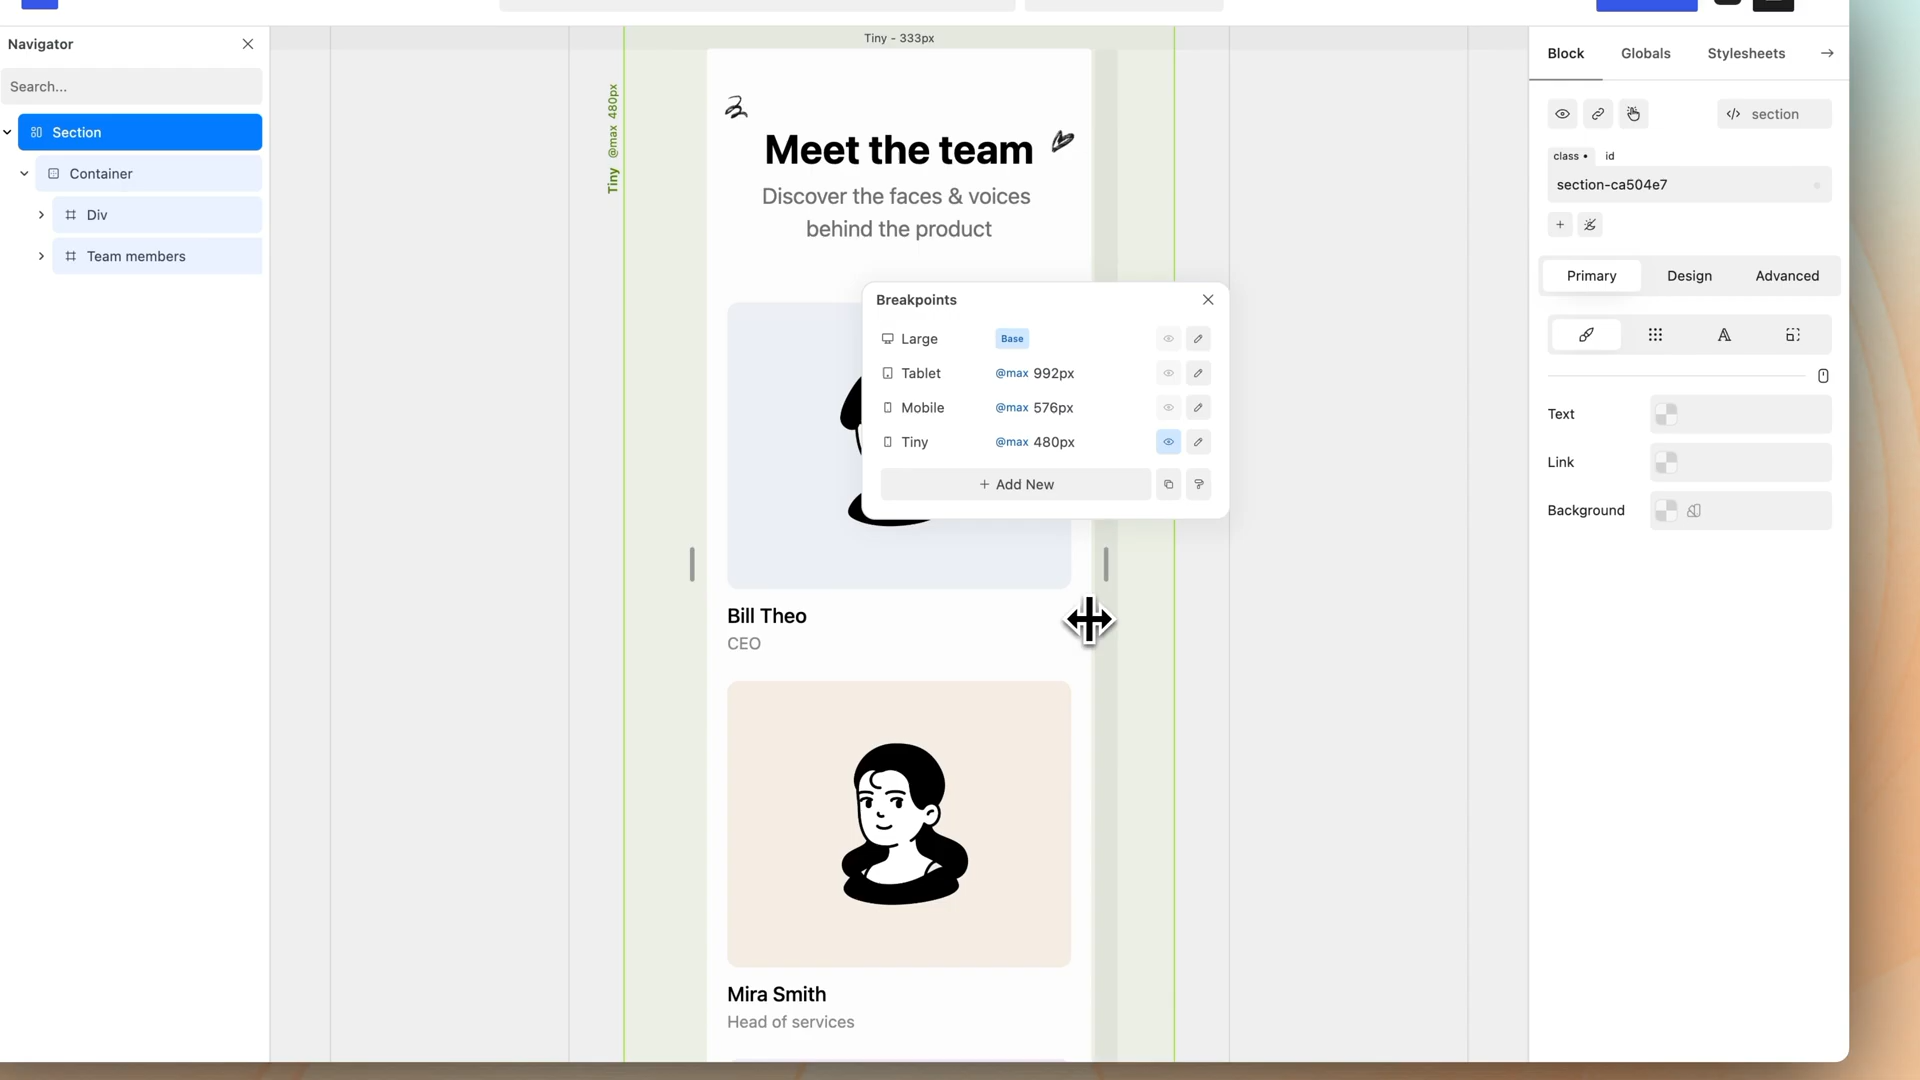 Navigator
Search...
Section
Container
Div
Team members
Tiny - 333px
Tiny @max 480px
Meet the team
Discover the faces & voices
behind the product
Breakpoints
Large Base
Tablet @max 992px
Mobile @max 576px
Tiny @max 480px
+ Add New
Bill Theo
CEO
Mira Smith
Head of services
Block Globals Stylesheets
</> section
class • id
section-ca504e7
Primary Design Advanced
Text
Link
Background